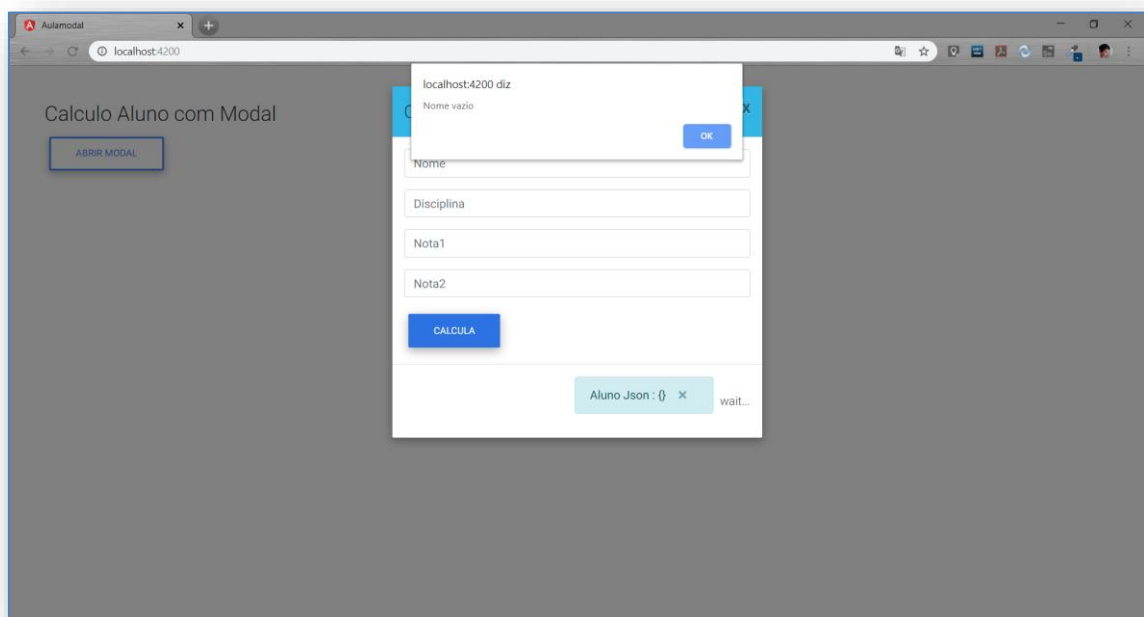 Aulamodal
localhost:4200
localhost:4200 diz
Nome vazio
OK
Calculo Aluno com Modal
ABRIR MODAL
X
Nome
Disciplina
Nota1
Nota2
CALCULA
Aluno Json : {} ×
wait...